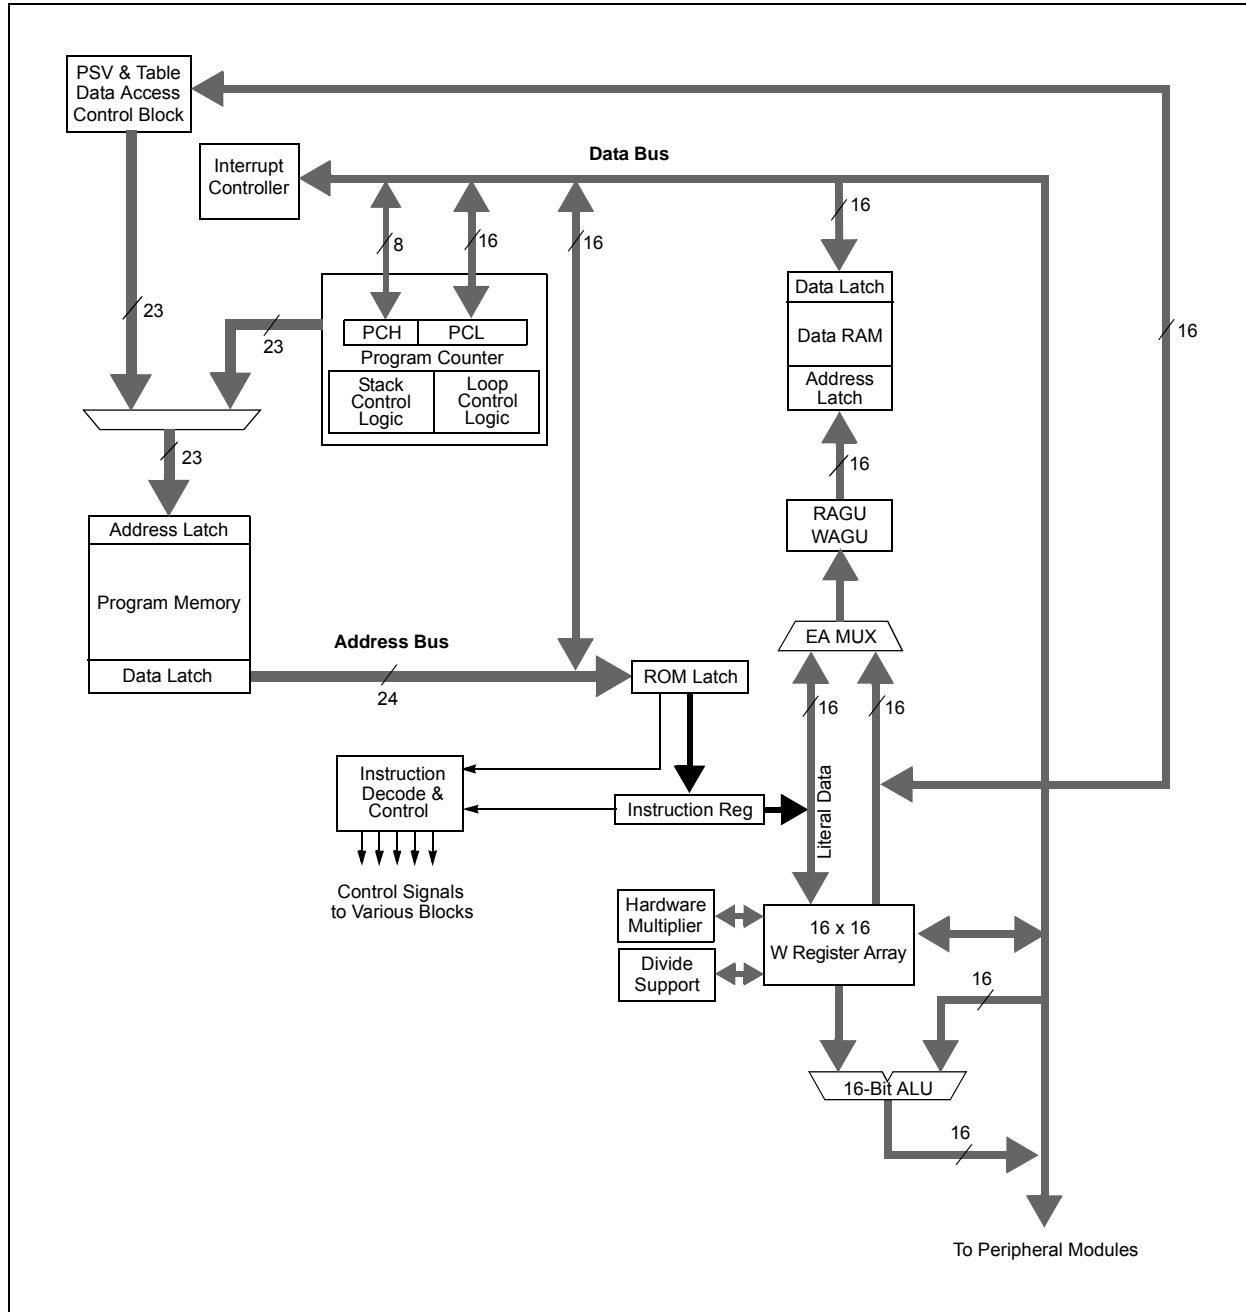 PSV & Table
Data Access
Control Block
Data Bus
Interrupt
Controller
16
8
16
16
Data Latch
23
16
23
PCH
PCL
Data RAM
Program Counter
Stack
Control
Logic
Loop
Control
Logic
Address
Latch
23
16
RAGU
WAGU
Address Latch
Program Memory
Address Bus
EA MUX
Data Latch
ROM Latch
24
16
16
Instruction
Decode &
Control
Instruction Reg
Literal Data
Control Signals
to Various Blocks
Hardware
Multiplier
16 x 16
W Register Array
Divide
Support
16
16-Bit ALU
16
To Peripheral Modules